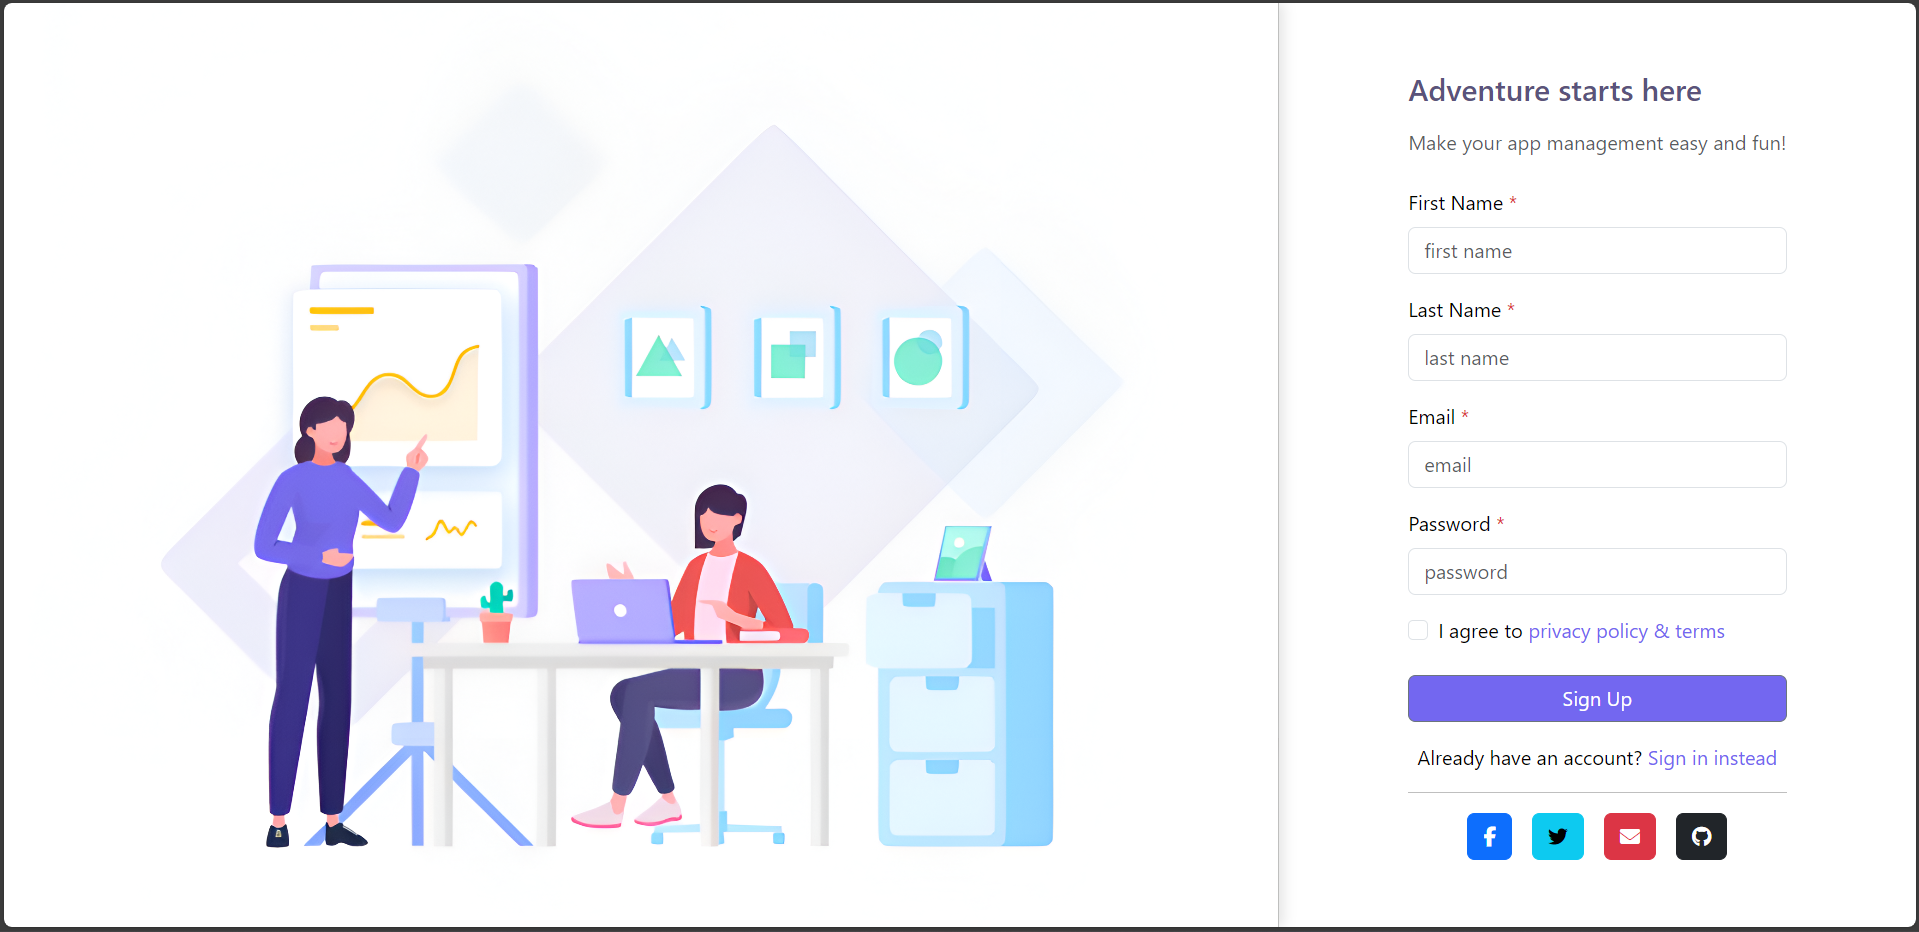 Adventure starts here
Make your app management easy and fun!
First Name *
first name
Last Name *
last name
Email *
email
Password *
password
I agree to privacy policy & terms
Sign Up
Already have an account? Sign in instead